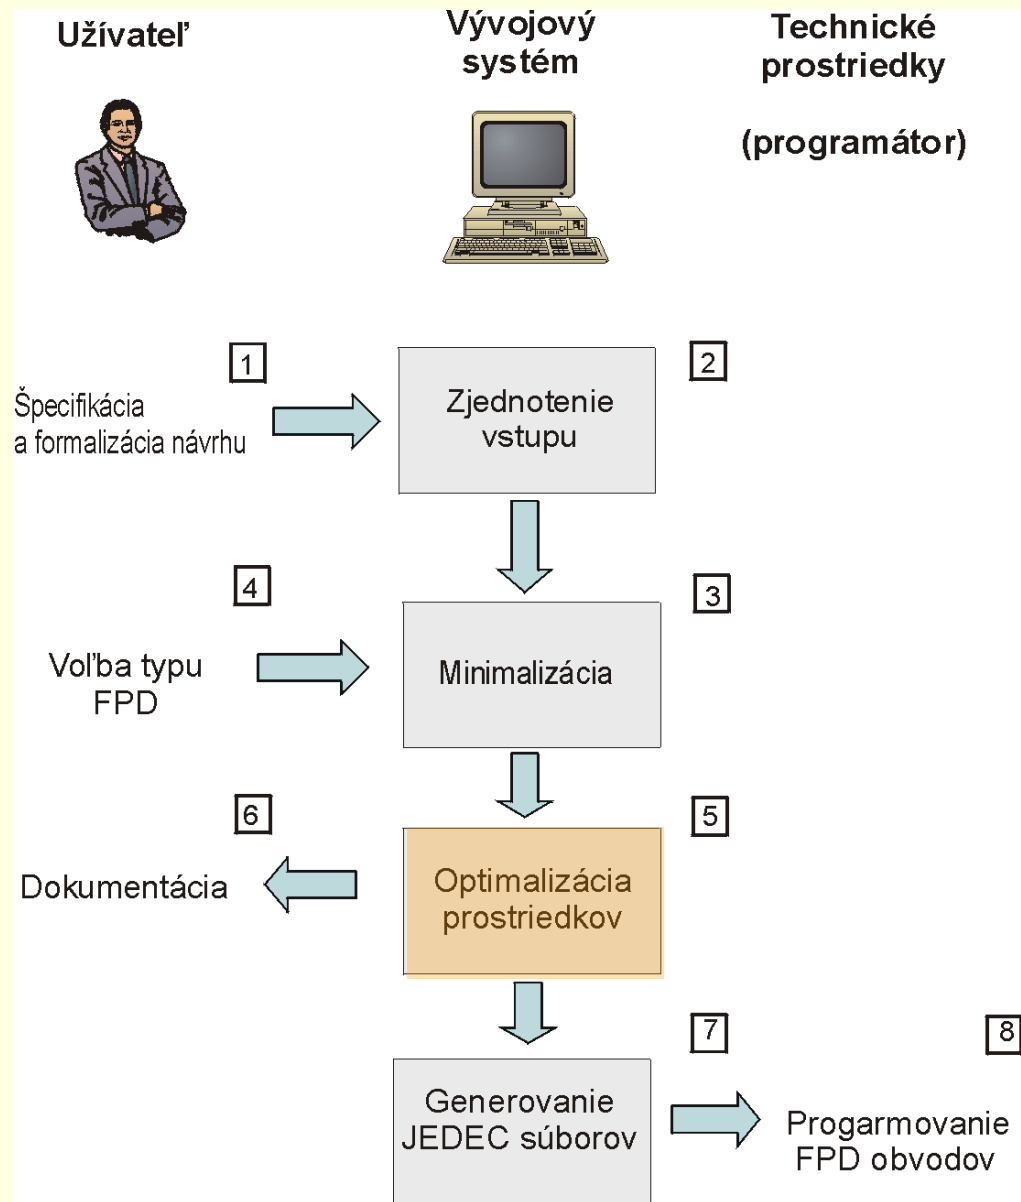 Užívateľ
Vývojový
systém
Technické
prostriedky
(programátor)
1
2
Špecifikácia
a formalizácia návrhu
Zjednotenie
vstupu
4
3
Voľba typu
FPD
Minimalizácia
6
5
Dokumentácia
Optimalizácia
prostriedkov
7
8
Generovanie
JEDEC súborov
Progarmovanie
FPD obvodov